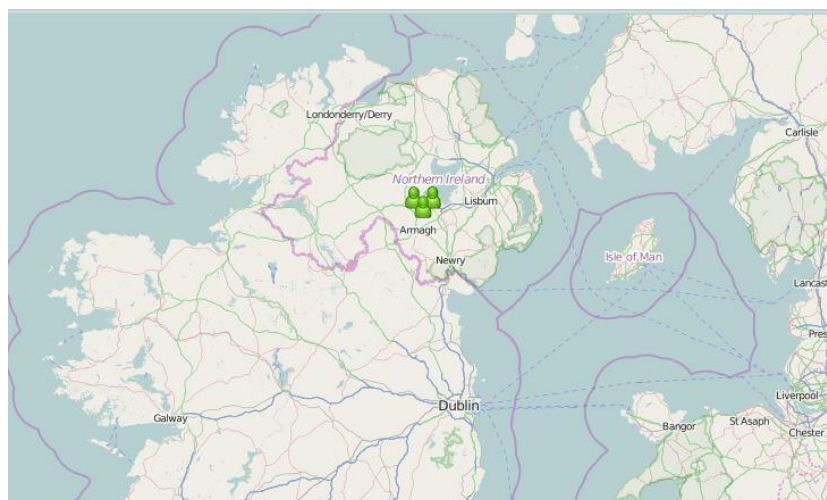 Londonderry/Derry
Carlisle
Northern Ireland
Lisburn
Armagh
Newry
Isle of Man
Lancast
Pres
Liverpool
Dublin
Galway
Bangor
St Asaph
Chester